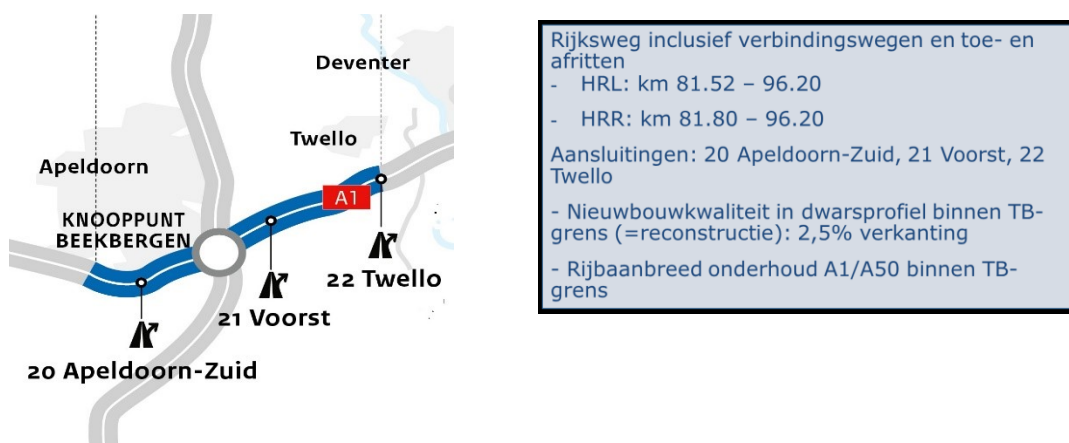 Deventer
Twello
Apeldoorn
A1
KNOOPPUNT
BEEKBERGEN
22 Twello
21 Voorst
20 Apeldoorn-Zuid
Rijksweg inclusief verbindingswegen en toe- en
afritten
- HRL: km 81.52 – 96.20
- HRR: km 81.80 – 96.20
Aansluitingen: 20 Apeldoorn-Zuid, 21 Voorst, 22
Twello
- Nieuwbouwkwaliteit in dwarsprofiel binnen TB-
grens (=reconstructie): 2,5% verkanting
- Rijbaanbreed onderhoud A1/A50 binnen TB-
grens